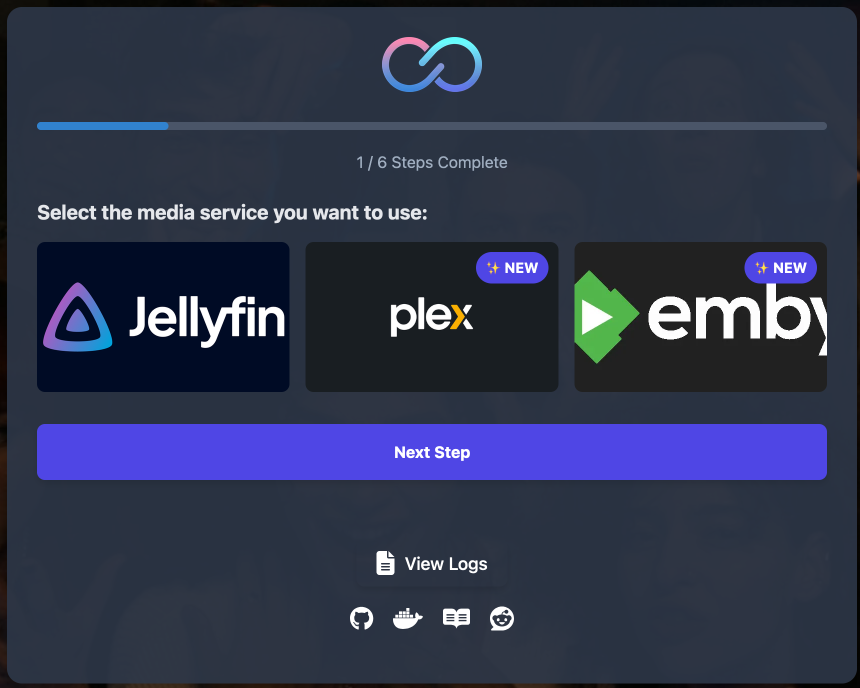 1 / 6 Steps Complete
Select the media service you want to use:
Jellyfin
✨ NEW
plex
✨ NEW
emby
Next Step
View Logs